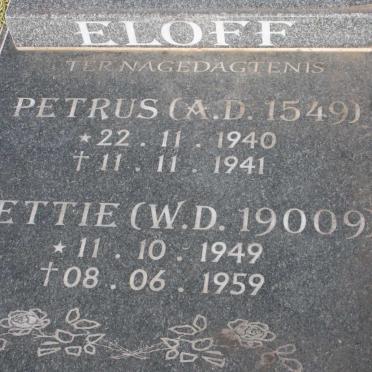 ELOFF
TER NAGEDAGTENIS
PETRUS (A.D. 1549)
★ 22 . 11 . 1940
† 11 . 11 . 1941
ETTIE (W.D. 19009)
★ 11 . 10 . 1949
† 08 . 06 . 1959